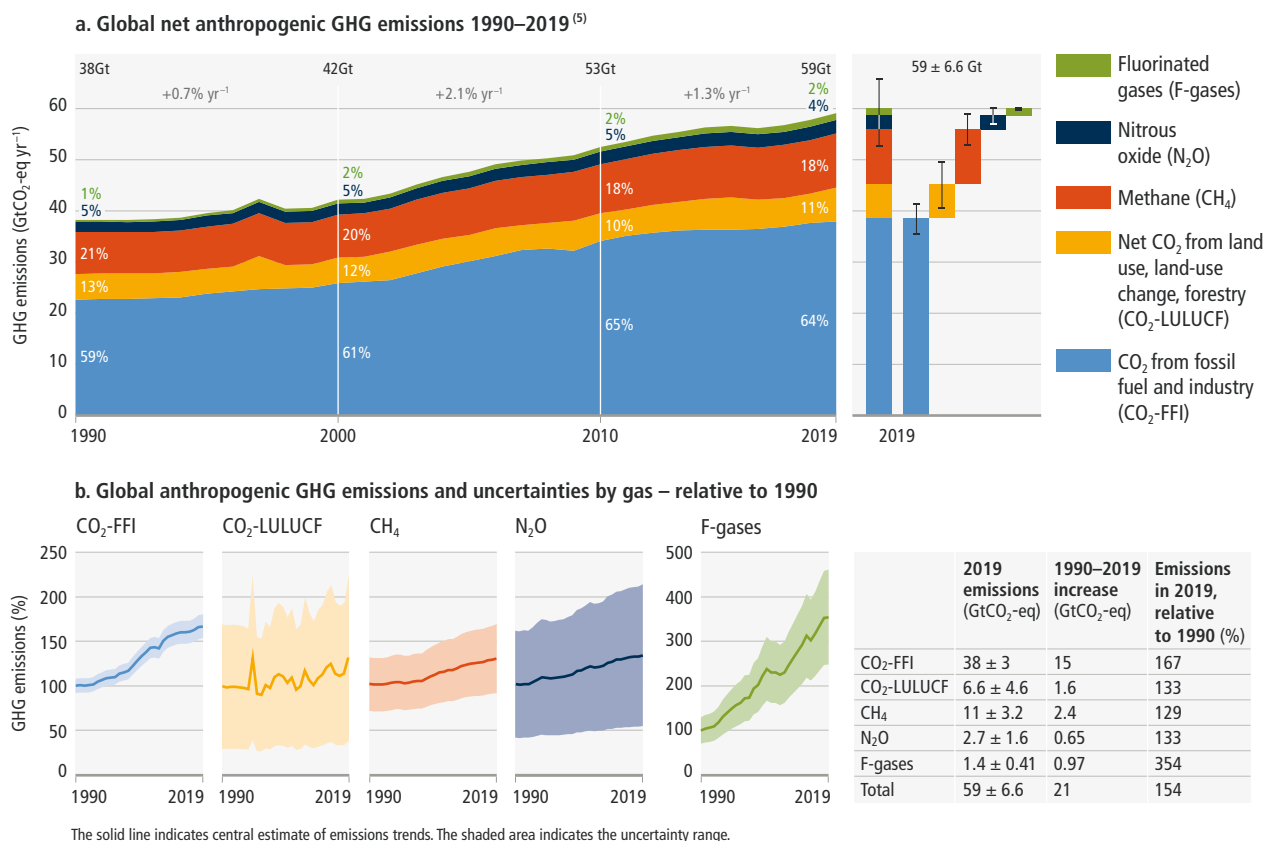 a. Global net anthropogenic GHG emissions 1990–2019 (5)
38Gt
42Gt
53Gt
59Gt
+0.7% yr⁻¹
+2.1% yr⁻¹
+1.3% yr⁻¹
GHG emissions (GtCO₂-eq yr⁻¹)
60
50
40
30
20
10
0
1%
5%
21%
13%
59%
2%
5%
20%
12%
61%
2%
5%
18%
10%
65%
2%
4%
18%
11%
64%
1990
2000
2010
2019
59 ± 6.6 Gt
2019
Fluorinated
gases (F-gases)
Nitrous
oxide (N₂O)
Methane (CH₄)
Net CO₂ from land
use, land-use
change, forestry
(CO₂-LULUCF)
CO₂ from fossil
fuel and industry
(CO₂-FFI)
b. Global anthropogenic GHG emissions and uncertainties by gas – relative to 1990
CO₂-FFI
CO₂-LULUCF
CH₄
N₂O
F-gases
GHG emissions (%)
250
200
150
100
50
0
500
400
300
200
100
0
1990 2019
1990 2019
1990 2019
1990 2019
1990 2019
2019 emissions (GtCO₂-eq)
1990–2019 increase (GtCO₂-eq)
Emissions in 2019, relative to 1990 (%)
CO₂-FFI 38 ± 3 15 167
CO₂-LULUCF 6.6 ± 4.6 1.6 133
CH₄ 11 ± 3.2 2.4 129
N₂O 2.7 ± 1.6 0.65 133
F-gases 1.4 ± 0.41 0.97 354
Total 59 ± 6.6 21 154
The solid line indicates central estimate of emissions trends. The shaded area indicates the uncertainty range.